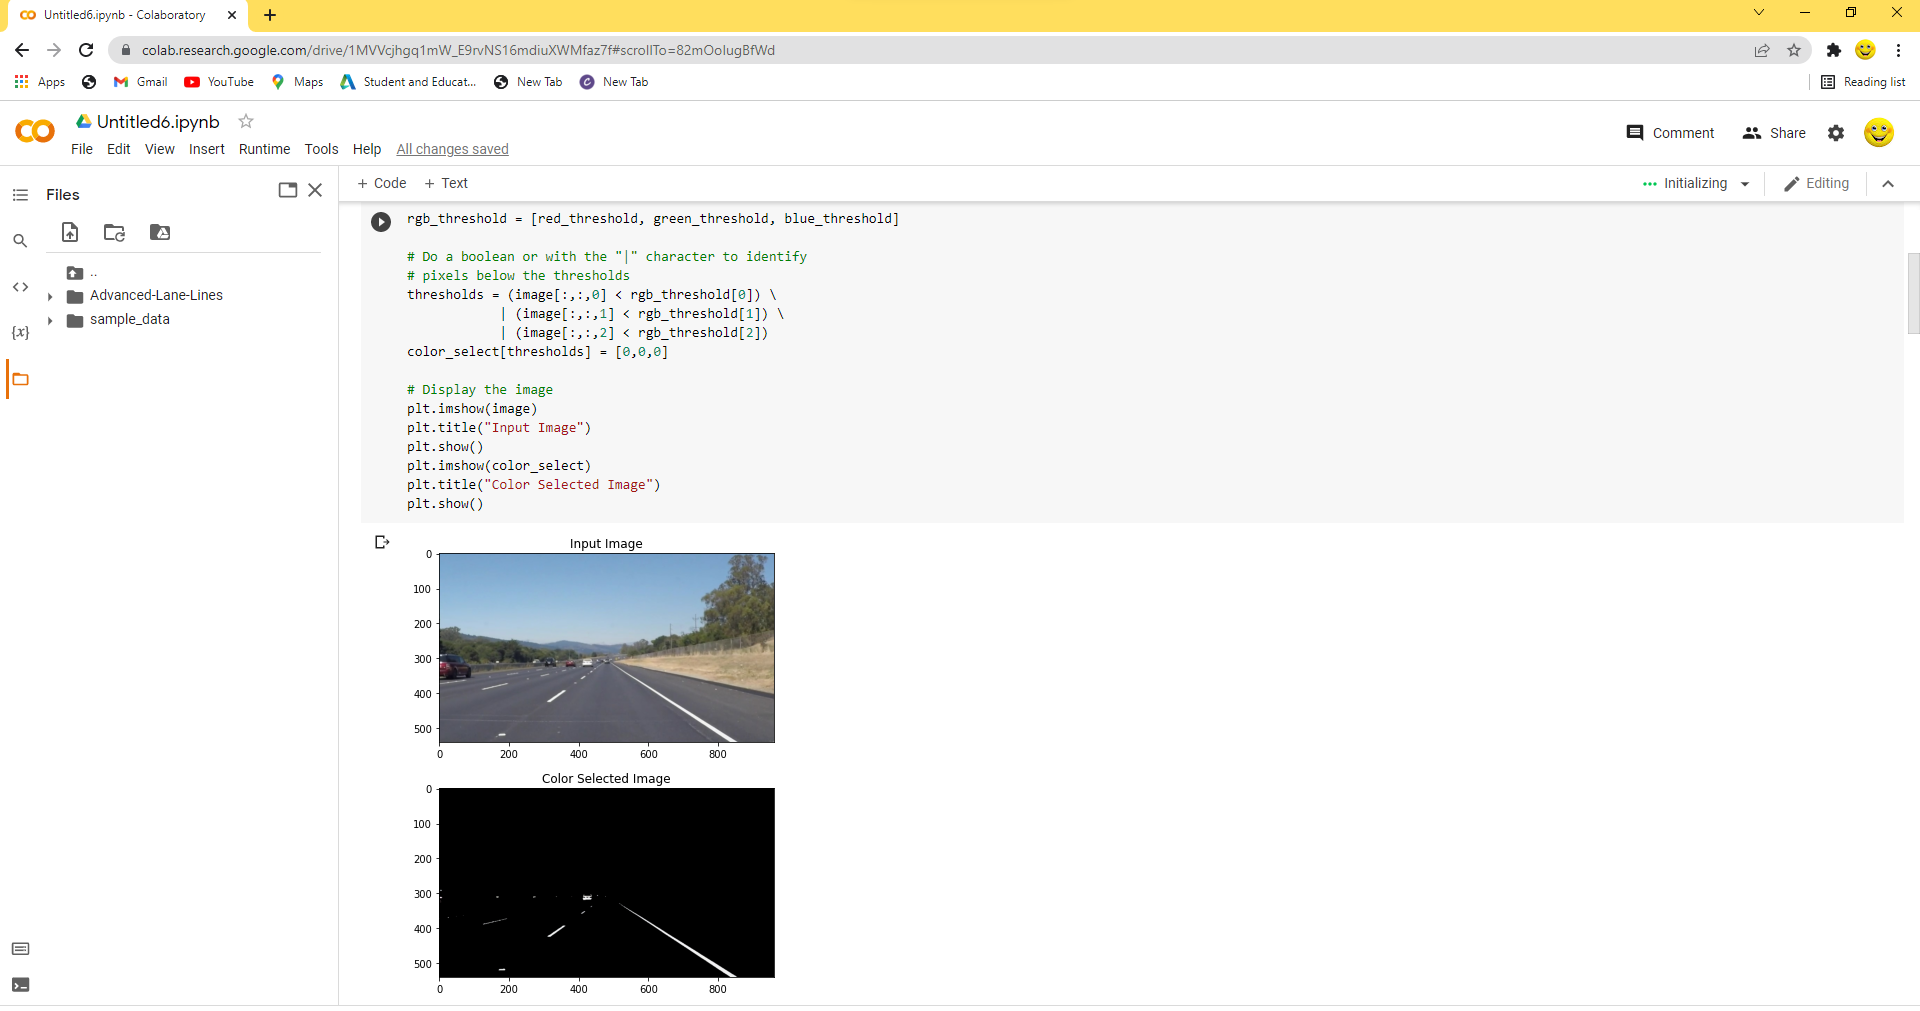 Untitled6.ipynb - Colaboratory
colab.research.google.com/drive/1MVVcjhgq1mW_E9rvNS16mdiuXWMfaz7f#scrollTo=82mOoIugBfWd
Apps Gmail YouTube Maps Student and Educat... New Tab New Tab Reading list
CO Untitled6.ipynb
Comment Share
File Edit View Insert Runtime Tools Help All changes saved
Files
+ Code + Text Initializing Editing
..
Advanced-Lane-Lines
sample_data
{x}
rgb_threshold = [red_threshold, green_threshold, blue_threshold]
# Do a boolean or with the "|" character to identify
# pixels below the thresholds
thresholds = (image[:,:,0] < rgb_threshold[0]) \
| (image[:,:,1] < rgb_threshold[1]) \
| (image[:,:,2] < rgb_threshold[2])
color_select[thresholds] = [0,0,0]
# Display the image
plt.imshow(image)
plt.title("Input Image")
plt.show()
plt.imshow(color_select)
plt.title("Color Selected Image")
plt.show()
Input Image
0
100
200
300
400
500
0 200 400 600 800
Color Selected Image
0
100
200
300
400
500
0 200 400 600 800